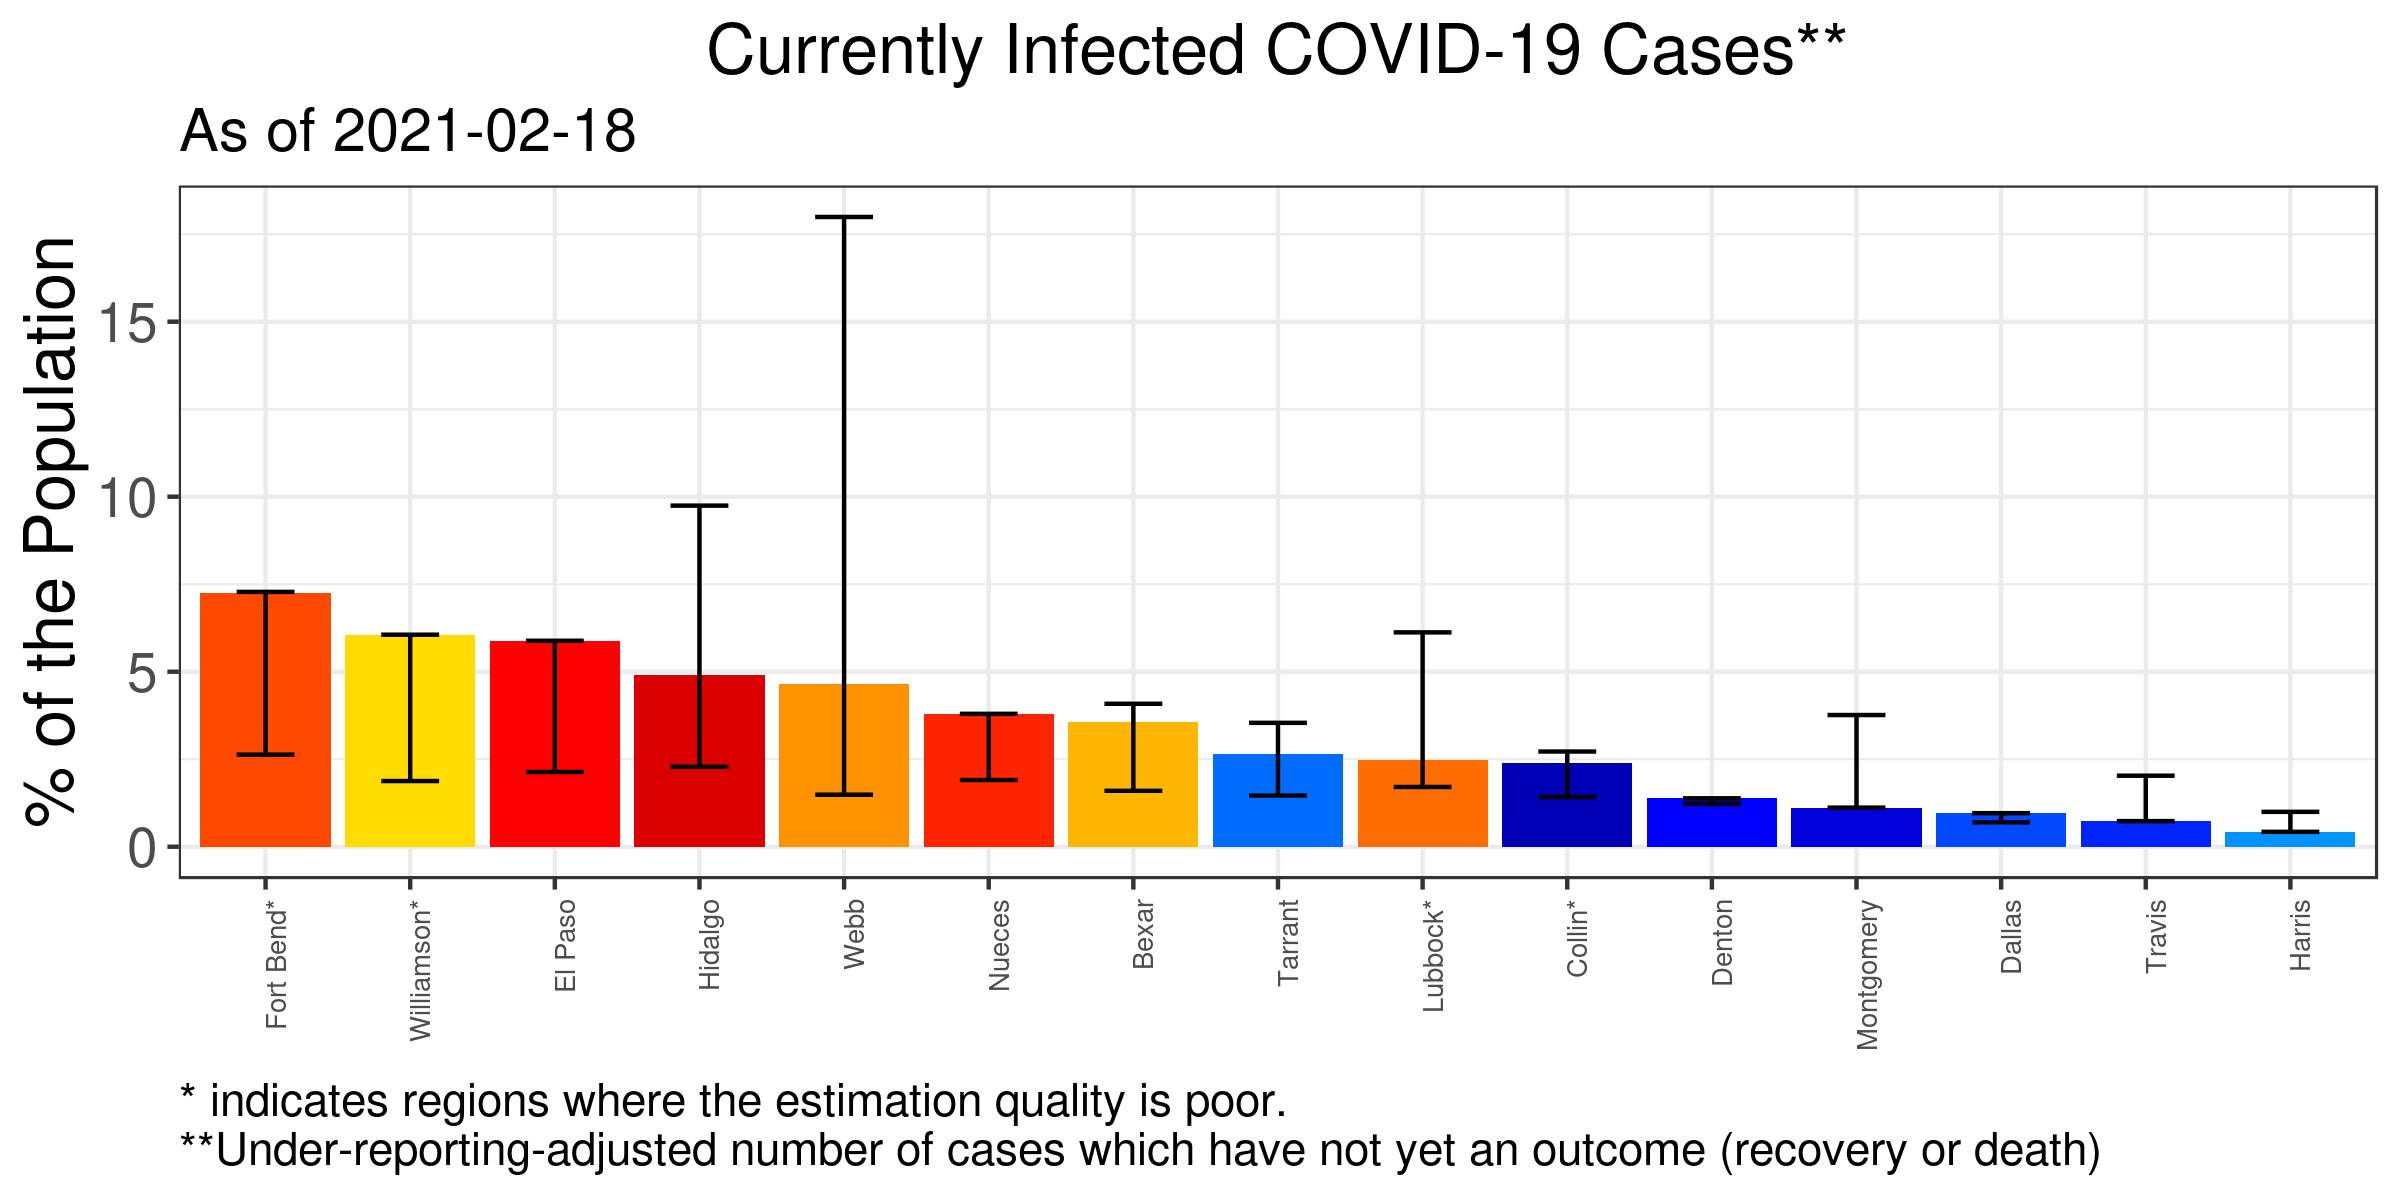 Currently Infected COVID-19 Cases**
As of 2021-02-18
% of the Population
15
10
5
0
Fort Bend*
Williamson*
El Paso
Hidalgo
Webb
Nueces
Bexar
Tarrant
Lubbock*
Collin*
Denton
Montgomery
Dallas
Travis
Harris
* indicates regions where the estimation quality is poor.
**Under-reporting-adjusted number of cases which have not yet an outcome (recovery or death)